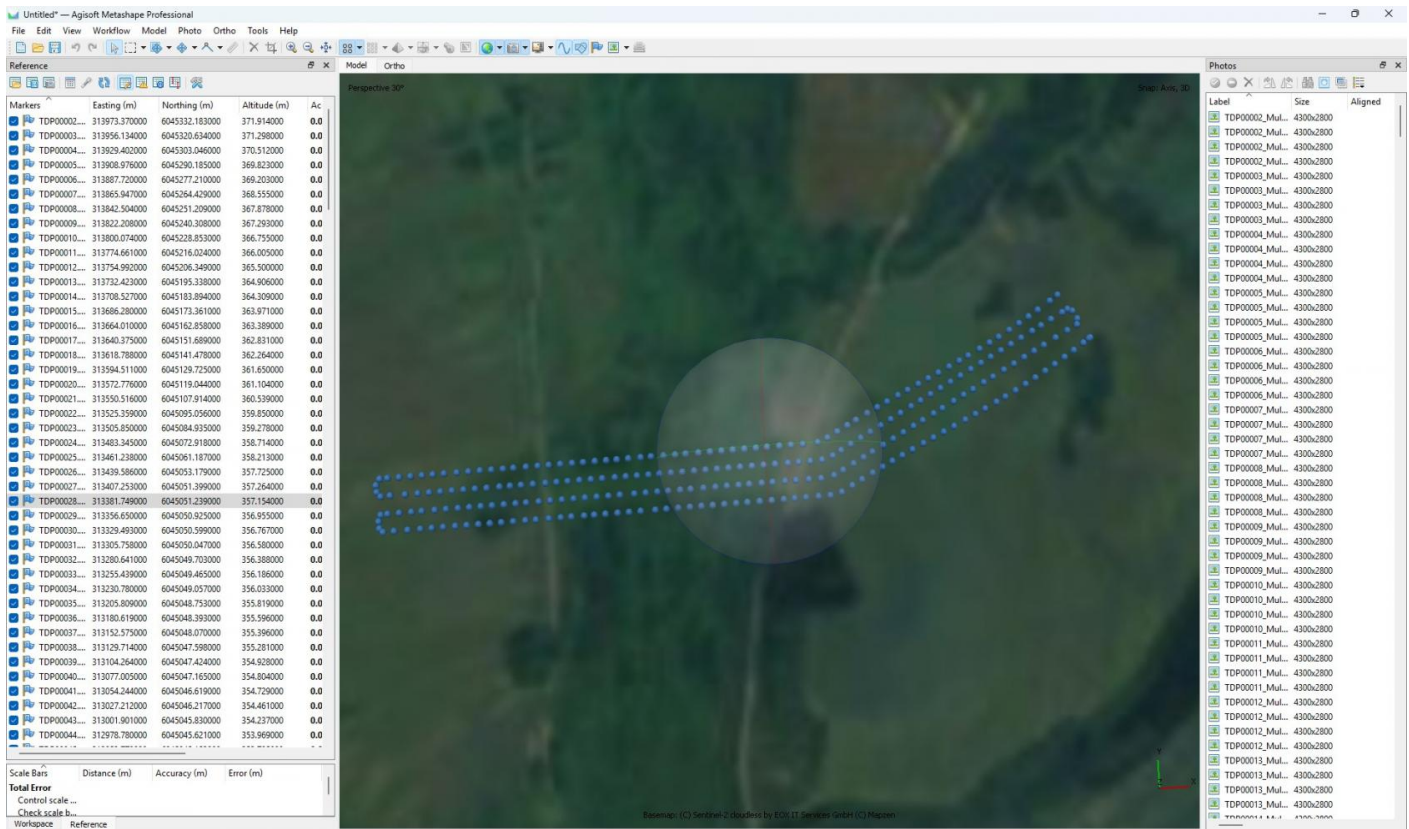 Untitled* — Agisoft Metashape Professional
File Edit View Workflow Model Photo Ortho Tools Help
Reference
Model Ortho
Photos
Perspective 30°
Snap: Axis, 3D
Markers Easting (m) Northing (m) Altitude (m) Ac
TDP00002.... 313973.370000 6045332.183000 371.914000 0.0
TDP00003.... 313956.134000 6045320.634000 371.298000 0.0
TDP00004.... 313929.402000 6045303.046000 370.512000 0.0
TDP00005.... 313908.976000 6045290.185000 369.823000 0.0
TDP00006.... 313887.720000 6045277.210000 369.203000 0.0
TDP00007.... 313865.947000 6045264.429000 368.555000 0.0
TDP00008.... 313842.504000 6045251.209000 367.878000 0.0
TDP00009.... 313822.208000 6045240.308000 367.293000 0.0
TDP00010.... 313800.074000 6045228.853000 366.755000 0.0
TDP00011.... 313774.661000 6045216.024000 366.005000 0.0
TDP00012.... 313754.992000 6045206.349000 365.500000 0.0
TDP00013.... 313732.423000 6045195.338000 364.906000 0.0
TDP00014.... 313708.527000 6045183.894000 364.309000 0.0
TDP00015.... 313686.280000 6045173.361000 363.971000 0.0
TDP00016.... 313664.010000 6045162.858000 363.389000 0.0
TDP00017.... 313640.375000 6045151.689000 362.831000 0.0
TDP00018.... 313618.788000 6045141.478000 362.264000 0.0
TDP00019.... 313594.511000 6045129.725000 361.650000 0.0
TDP00020.... 313572.776000 6045119.044000 361.104000 0.0
TDP00021.... 313550.516000 6045107.914000 360.539000 0.0
TDP00022.... 313525.359000 6045095.056000 359.850000 0.0
TDP00023.... 313505.850000 6045084.935000 359.278000 0.0
TDP00024.... 313483.345000 6045072.918000 358.714000 0.0
TDP00025.... 313461.238000 6045061.187000 358.213000 0.0
TDP00026.... 313439.586000 6045053.179000 357.725000 0.0
TDP00027.... 313407.253000 6045051.399000 357.264000 0.0
TDP00028.... 313381.749000 6045051.239000 357.154000 0.0
TDP00029.... 313356.650000 6045050.925000 356.955000 0.0
TDP00030.... 313329.493000 6045050.599000 356.767000 0.0
TDP00031.... 313305.758000 6045050.047000 356.580000 0.0
TDP00032.... 313280.641000 6045049.703000 356.388000 0.0
TDP00033.... 313255.439000 6045049.465000 356.186000 0.0
TDP00034.... 313230.780000 6045049.057000 356.033000 0.0
TDP00035.... 313205.809000 6045048.753000 355.819000 0.0
TDP00036.... 313180.619000 6045048.393000 355.596000 0.0
TDP00037.... 313152.575000 6045048.070000 355.396000 0.0
TDP00038.... 313129.714000 6045047.598000 355.281000 0.0
TDP00039.... 313104.264000 6045047.424000 354.928000 0.0
TDP00040.... 313077.005000 6045047.165000 354.804000 0.0
TDP00041.... 313054.244000 6045046.619000 354.729000 0.0
TDP00042.... 313027.212000 6045046.217000 354.461000 0.0
TDP00043.... 313001.901000 6045045.830000 354.237000 0.0
TDP00044.... 312978.780000 6045045.621000 353.969000 0.0
Scale Bars Distance (m) Accuracy (m) Error (m)
Total Error
Control scale ...
Check scale b...
Workspace Reference
Y
X
Basemap: (C) Sentinel-2 cloudless by EOX IT Services GmbH (C) Mapzen
Label Size Aligned
TDP00002_Mul... 4300x2800
TDP00002_Mul... 4300x2800
TDP00002_Mul... 4300x2800
TDP00002_Mul... 4300x2800
TDP00003_Mul... 4300x2800
TDP00003_Mul... 4300x2800
TDP00003_Mul... 4300x2800
TDP00003_Mul... 4300x2800
TDP00004_Mul... 4300x2800
TDP00004_Mul... 4300x2800
TDP00004_Mul... 4300x2800
TDP00004_Mul... 4300x2800
TDP00005_Mul... 4300x2800
TDP00005_Mul... 4300x2800
TDP00005_Mul... 4300x2800
TDP00005_Mul... 4300x2800
TDP00006_Mul... 4300x2800
TDP00006_Mul... 4300x2800
TDP00006_Mul... 4300x2800
TDP00006_Mul... 4300x2800
TDP00007_Mul... 4300x2800
TDP00007_Mul... 4300x2800
TDP00007_Mul... 4300x2800
TDP00007_Mul... 4300x2800
TDP00008_Mul... 4300x2800
TDP00008_Mul... 4300x2800
TDP00008_Mul... 4300x2800
TDP00008_Mul... 4300x2800
TDP00009_Mul... 4300x2800
TDP00009_Mul... 4300x2800
TDP00009_Mul... 4300x2800
TDP00009_Mul... 4300x2800
TDP00010_Mul... 4300x2800
TDP00010_Mul... 4300x2800
TDP00010_Mul... 4300x2800
TDP00010_Mul... 4300x2800
TDP00011_Mul... 4300x2800
TDP00011_Mul... 4300x2800
TDP00011_Mul... 4300x2800
TDP00011_Mul... 4300x2800
TDP00012_Mul... 4300x2800
TDP00012_Mul... 4300x2800
TDP00012_Mul... 4300x2800
TDP00012_Mul... 4300x2800
TDP00013_Mul... 4300x2800
TDP00013_Mul... 4300x2800
TDP00013_Mul... 4300x2800
TDP00013_Mul... 4300x2800